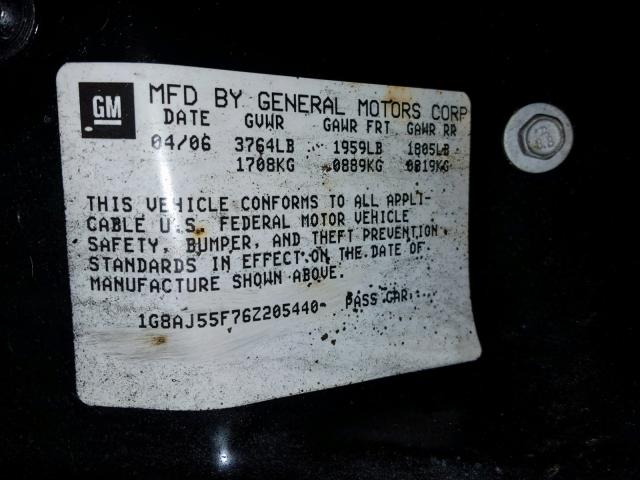 GM
MFD BY GENERAL MOTORS CORP
DATE GVWR GAWR FRT GAWR RR
04/06 3764LB 1959LB 1805LB
1708KG 0889KG 0819KG
THIS VEHICLE CONFORMS TO ALL APPLI-
CABLE U.S. FEDERAL MOTOR VEHICLE
SAFETY, BUMPER, AND THEFT PREVENTION
STANDARDS IN EFFECT ON THE DATE OF
MANUFACTURE SHOWN ABOVE.
1G8AJ55F76Z205440 PASS CAR